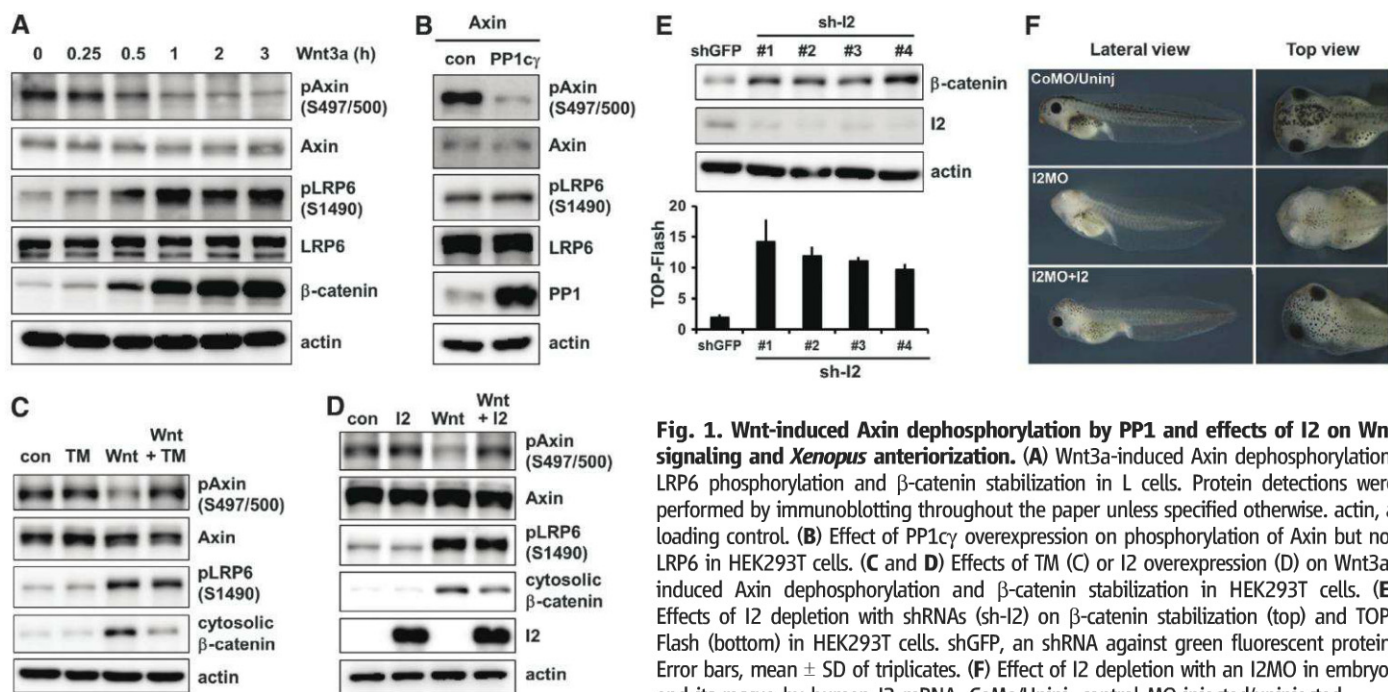 A
0 0.25 0.5 1 2 3 Wnt3a (h)
pAxin
(S497/500)
Axin
pLRP6
(S1490)
LRP6
β-catenin
actin
B
Axin
con PP1cγ
pAxin
(S497/500)
Axin
pLRP6
(S1490)
LRP6
PP1
actin
E
sh-I2
shGFP #1 #2 #3 #4
β-catenin
I2
actin
TOP-Flash
20
15
10
5
0
shGFP #1 #2 #3 #4
sh-I2
F
Lateral view Top view
CoMO/Uninj
I2MO
I2MO+I2
C
con TM Wnt Wnt
+ TM
pAxin
(S497/500)
Axin
pLRP6
(S1490)
cytosolic
β-catenin
actin
D
con I2 Wnt Wnt
+ I2
pAxin
(S497/500)
Axin
pLRP6
(S1490)
cytosolic
β-catenin
I2
actin
Fig. 1. Wnt-induced Axin dephosphorylation by PP1 and effects of I2 on Wn
signaling and Xenopus anteriorization. (A) Wnt3a-induced Axin dephosphorylation
LRP6 phosphorylation and β-catenin stabilization in L cells. Protein detections wer
performed by immunoblotting throughout the paper unless specified otherwise. actin, a
loading control. (B) Effect of PP1cγ overexpression on phosphorylation of Axin but no
LRP6 in HEK293T cells. (C and D) Effects of TM (C) or I2 overexpression (D) on Wnt3a
induced Axin dephosphorylation and β-catenin stabilization in HEK293T cells. (E
Effects of I2 depletion with shRNAs (sh-I2) on β-catenin stabilization (top) and TOP
Flash (bottom) in HEK293T cells. shGFP, an shRNA against green fluorescent protein
Error bars, mean ± SD of triplicates. (F) Effect of I2 depletion with an I2MO in embryo